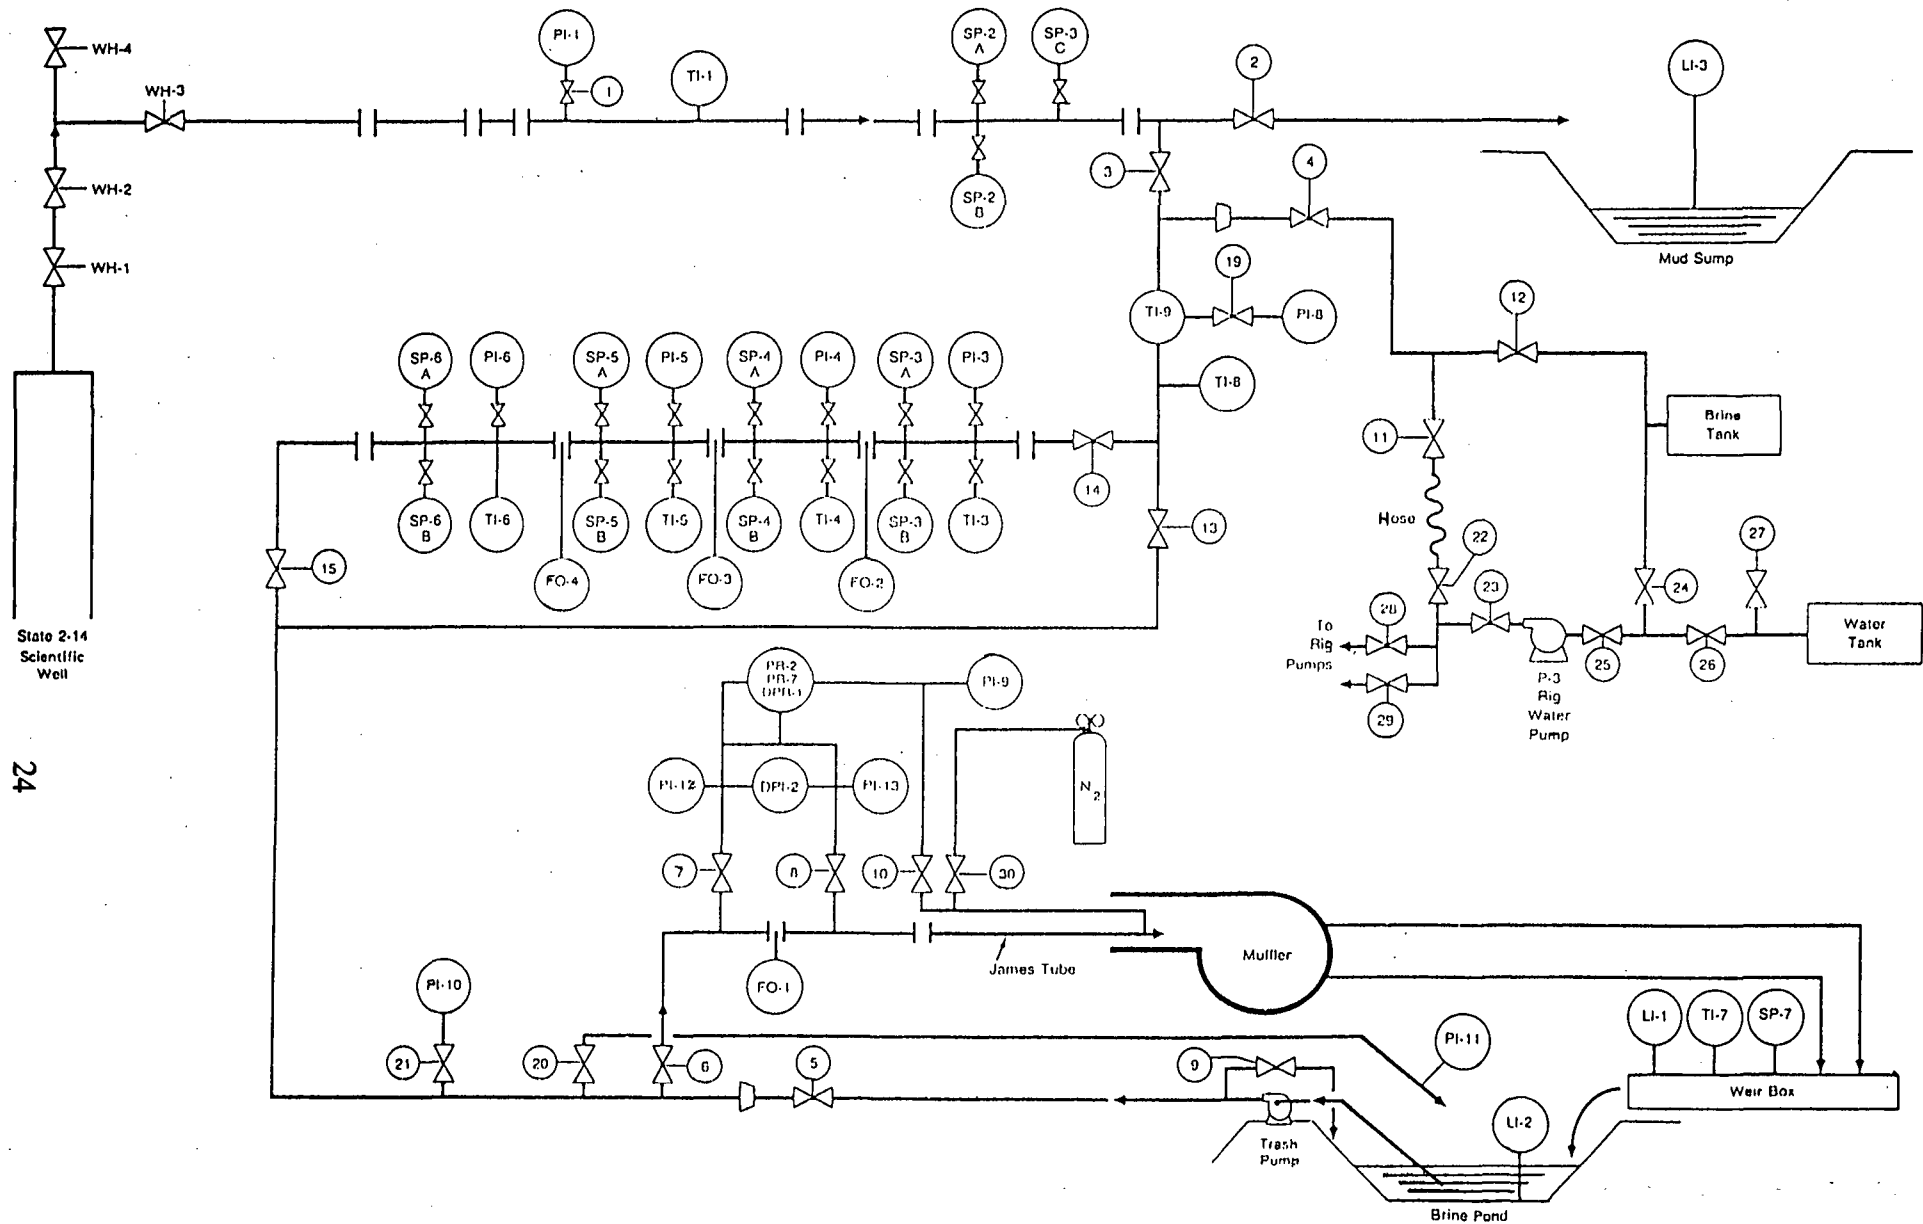 WH-4
WH-3
WH-2
WH-1
PI-1
1
TI-1
SP-2
A
SP-3
C
SP-2
B
2
3
4
LI-3
Mud Sump
19
TI-9
PI-8
TI-8
12
Brine
Tank
11
Hose
22
23
24
27
28
To
Rig
Pumps
29
25
26
P-3
Rig
Water
Pump
Water
Tank
SP-6
A
PI-6
SP-5
A
PI-5
SP-4
A
PI-4
SP-3
A
PI-3
14
13
15
SP-6
B
TI-6
SP-5
B
TI-5
SP-4
B
TI-4
SP-3
B
TI-3
FO-4
FO-3
FO-2
State 2-14
Scientific
Well
PR-2
PR-7
DPR-1
PI-9
PI-12
DPI-2
PI-13
N2
7
8
10
30
James Tube
Muffler
FO-1
PI-10
21
20
6
5
9
PI-11
LI-1
TI-7
SP-7
Weir Box
Trash
Pump
LI-2
Brine Pond
24